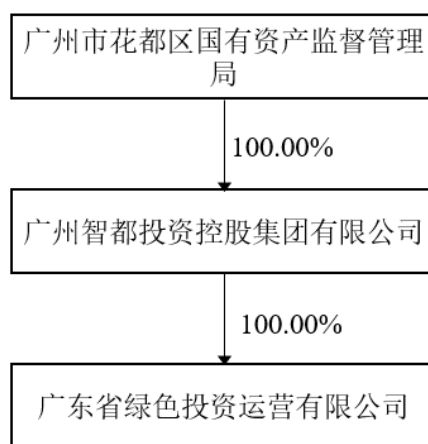 广州市花都区国有资产监督管理
局
100.00%
广州智都投资控股集团有限公司
100.00%
广东省绿色投资运营有限公司